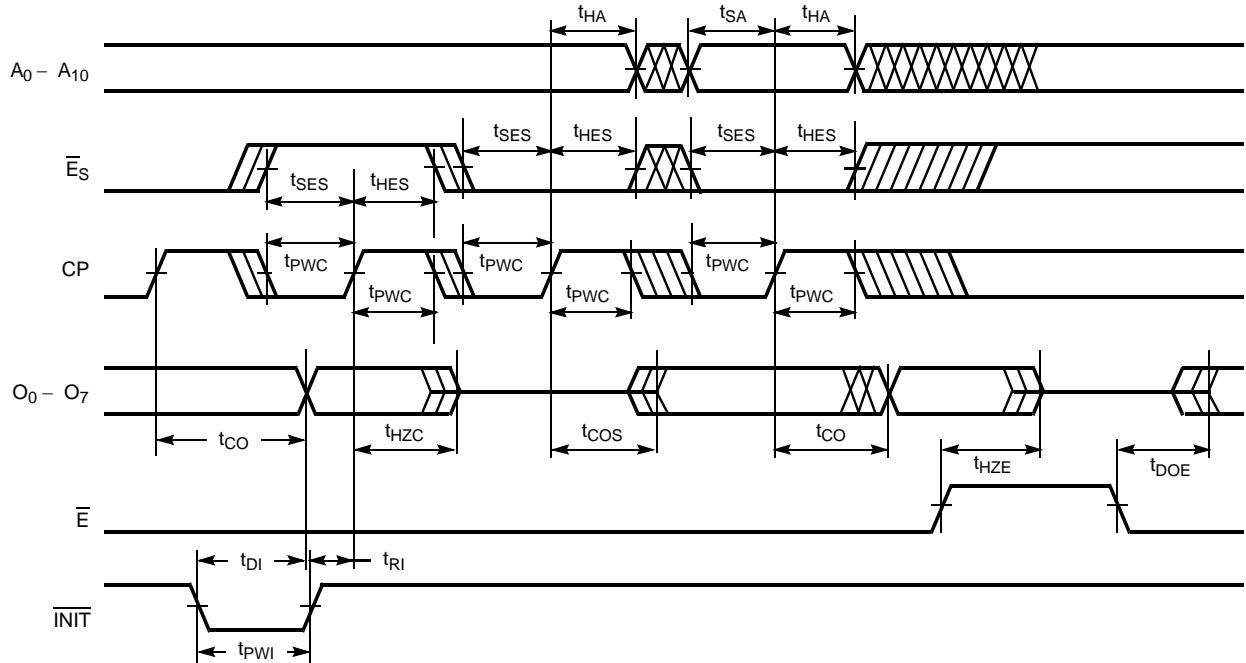 tHA tSA tHA
A0 – A10
tSES tHES tSES tHES
ES
tSES tHES
CP
tPWC tPWC tPWC
tPWC tPWC tPWC
O0 – O7
tCO tHZC tCOS tCO
tHZE tDOE
E
tDI tRI
INIT
tPWI